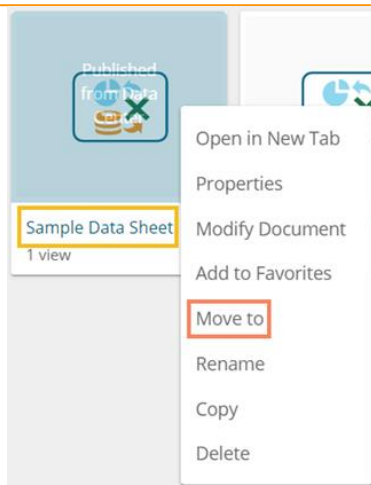 Published
from Data
Sample Data Sheet
1 view
Open in New Tab
Properties
Modify Document
Add to Favorites
Move to
Rename
Copy
Delete